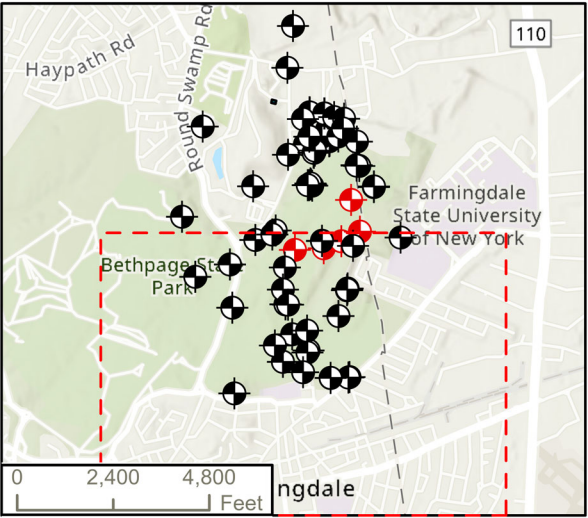 110
Haypath Rd
Round Swamp Rd
Farmingdale
State University
of New York
Bethpage State
Park
0 2,400 4,800
Feet
ngdale